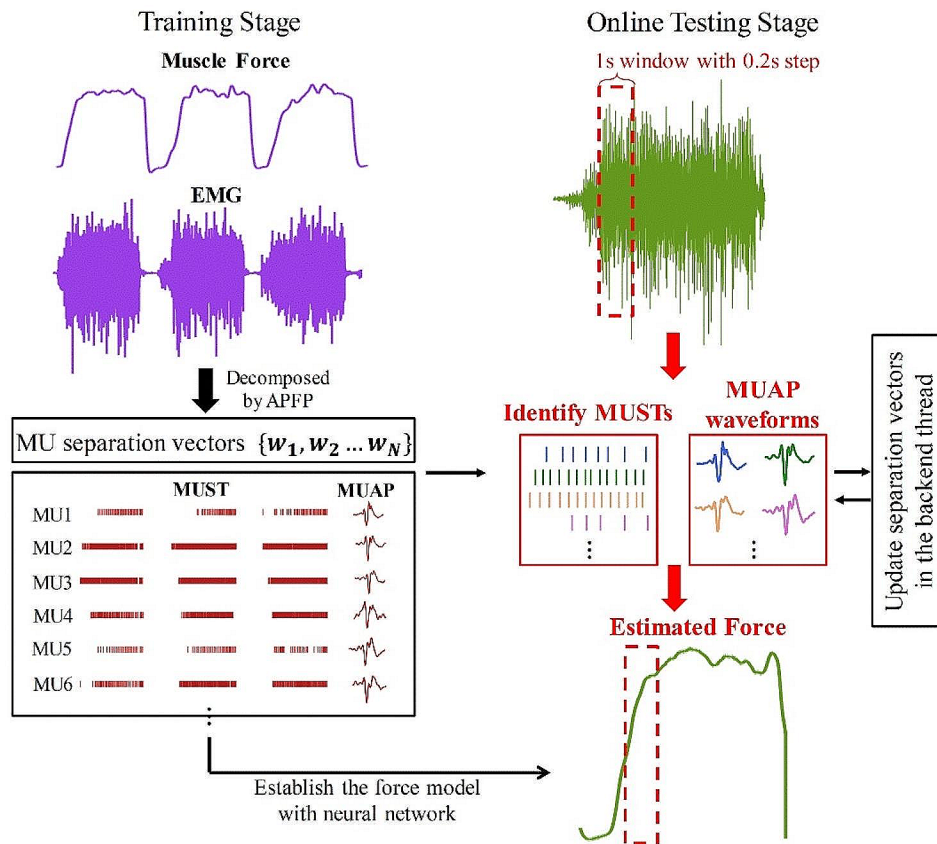 Training Stage
Muscle Force
EMG
Decomposed
by APFP
MU separation vectors {w1, w2 ... wN}
MUST
MUAP
MU1
MU2
MU3
MU4
MU5
MU6
Establish the force model
with neural network
Online Testing Stage
1s window with 0.2s step
Identify MUSTs
MUAP
waveforms
Update separation vectors
in the backend thread
Estimated Force